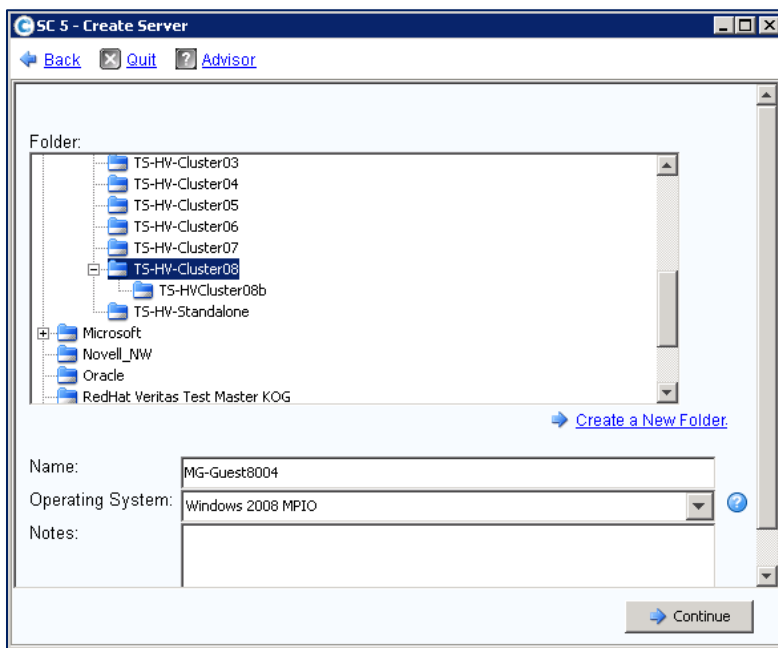 SC 5 - Create Server
Back Quit Advisor
Folder:
TS-HV-Cluster03
TS-HV-Cluster04
TS-HV-Cluster05
TS-HV-Cluster06
TS-HV-Cluster07
TS-HV-Cluster08
TS-HVCluster08b
TS-HV-Standalone
Microsoft
Novell_NW
Oracle
RedHat Veritas Test Master KOG
Create a New Folder.
Name: MG-Guest8004
Operating System: Windows 2008 MPIO
Notes:
Continue